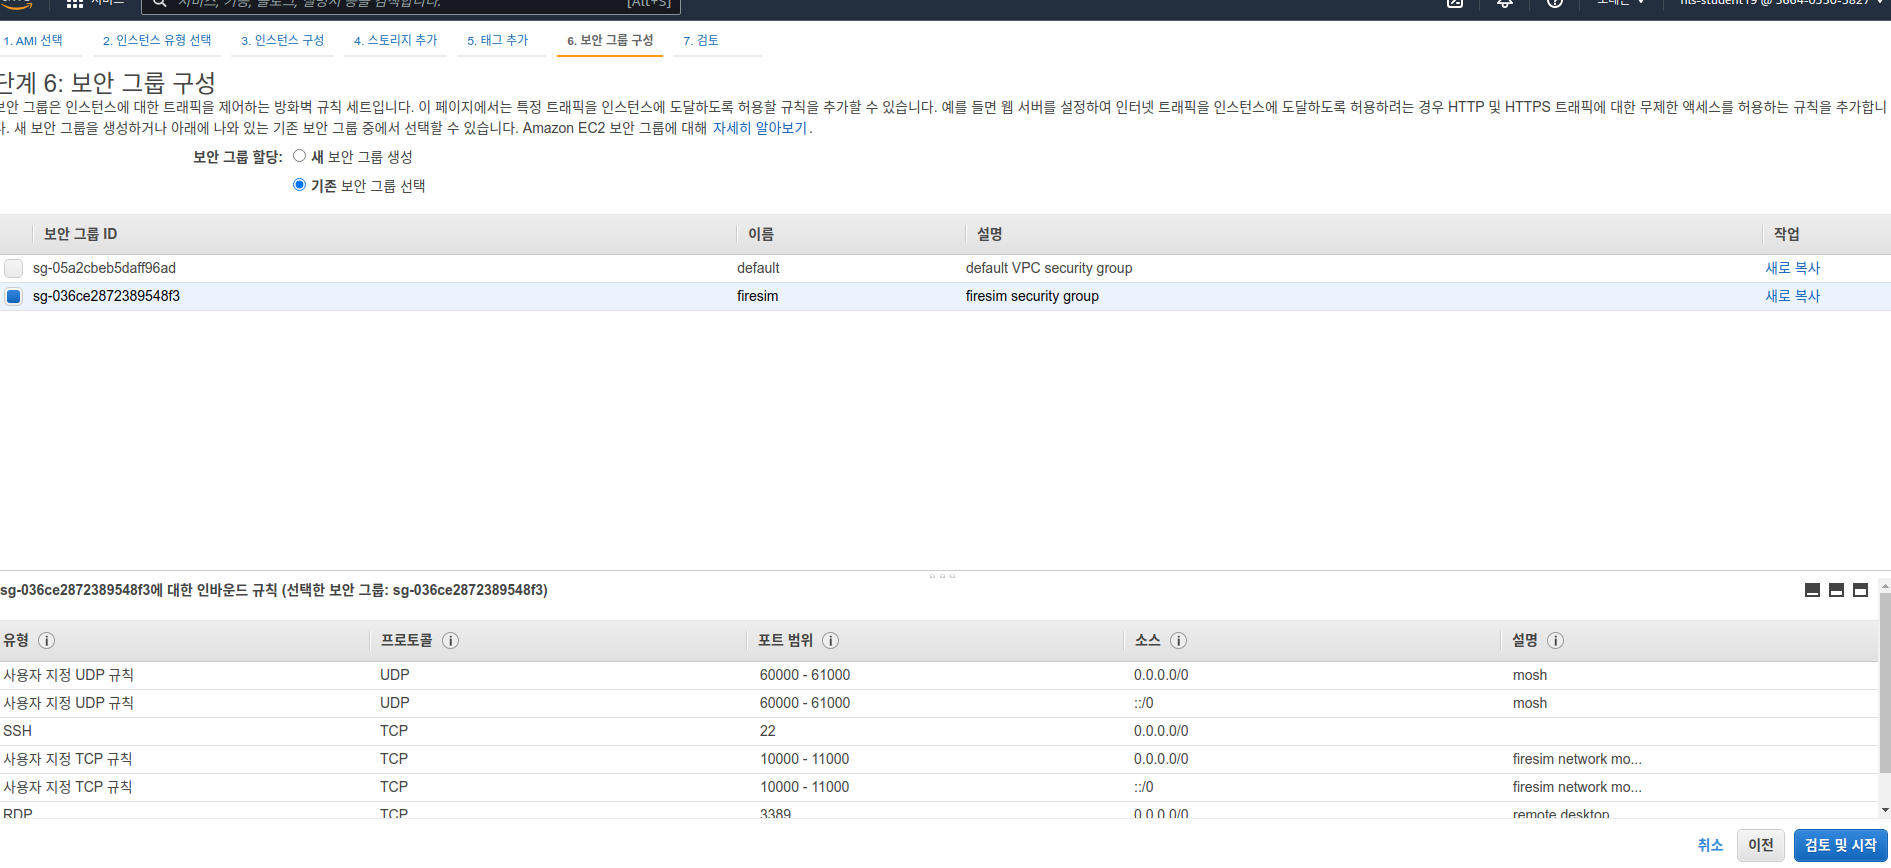 [Alt+S]
1. AMI 선택 2. 인스턴스 유형 선택 3. 인스턴스 구성 4. 스토리지 추가 5. 태그 추가 6. 보안 그룹 구성 7. 검토
단계 6: 보안 그룹 구성
보안 그룹은 인스턴스에 대한 트래픽을 제어하는 방화벽 규칙 세트입니다. 이 페이지에서는 특정 트래픽을 인스턴스에 도달하도록 허용할 규칙을 추가할 수 있습니다. 예를 들면 웹 서버를 설정하여 인터넷 트래픽을 인스턴스에 도달하도록 허용하려는 경우 HTTP 및 HTTPS 트래픽에 대한 무제한 액세스를 허용하는 규칙을 추가합니
다. 새 보안 그룹을 생성하거나 아래에 나와 있는 기존 보안 그룹 중에서 선택할 수 있습니다. Amazon EC2 보안 그룹에 대해 자세히 알아보기.
보안 그룹 할당: 새 보안 그룹 생성
기존 보안 그룹 선택
보안 그룹 ID 이름 설명 작업
sg-05a2cbeb5daff96ad default default VPC security group 새로 복사
sg-036ce2872389548f3 firesim firesim security group 새로 복사
sg-036ce2872389548f3에 대한 인바운드 규칙 (선택한 보안 그룹: sg-036ce2872389548f3)
유형 프로토콜 포트 범위 소스 설명
사용자 지정 UDP 규칙 UDP 60000 - 61000 0.0.0.0/0 mosh
사용자 지정 UDP 규칙 UDP 60000 - 61000 ::/0 mosh
SSH TCP 22 0.0.0.0/0
사용자 지정 TCP 규칙 TCP 10000 - 11000 0.0.0.0/0 firesim network mo...
사용자 지정 TCP 규칙 TCP 10000 - 11000 ::/0 firesim network mo...
RDP TCP 3389 0.0.0.0/0 remote desktop
취소 이전 검토 및 시작